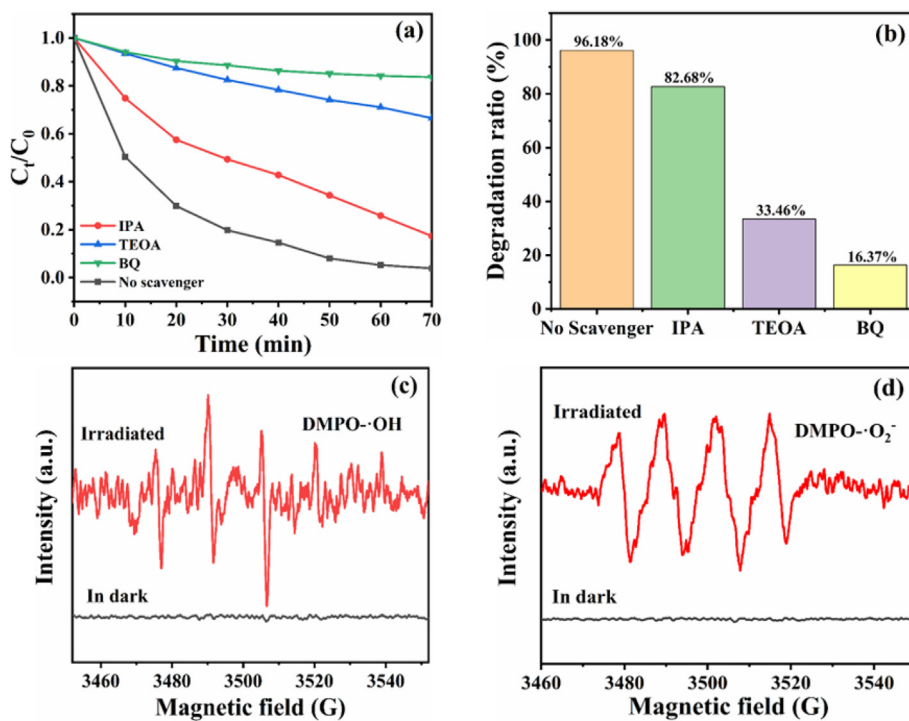 (a)
C_t/C_0
1.0
0.8
0.6
0.4
0.2
0.0
IPA
TEOA
BQ
No scavenger
0 10 20 30 40 50 60 70
Time (min)
(b)
Degradation ratio (%)
100
80
60
40
20
0
96.18%
82.68%
33.46%
16.37%
No Scavenger IPA TEOA BQ
(c)
Irradiated
DMPO-·OH
Intensity (a.u.)
In dark
3460 3480 3500 3520 3540
Magnetic field (G)
(d)
Irradiated
DMPO-·O₂⁻
Intensity (a.u.)
In dark
3460 3480 3500 3520 3540
Magnetic field (G)